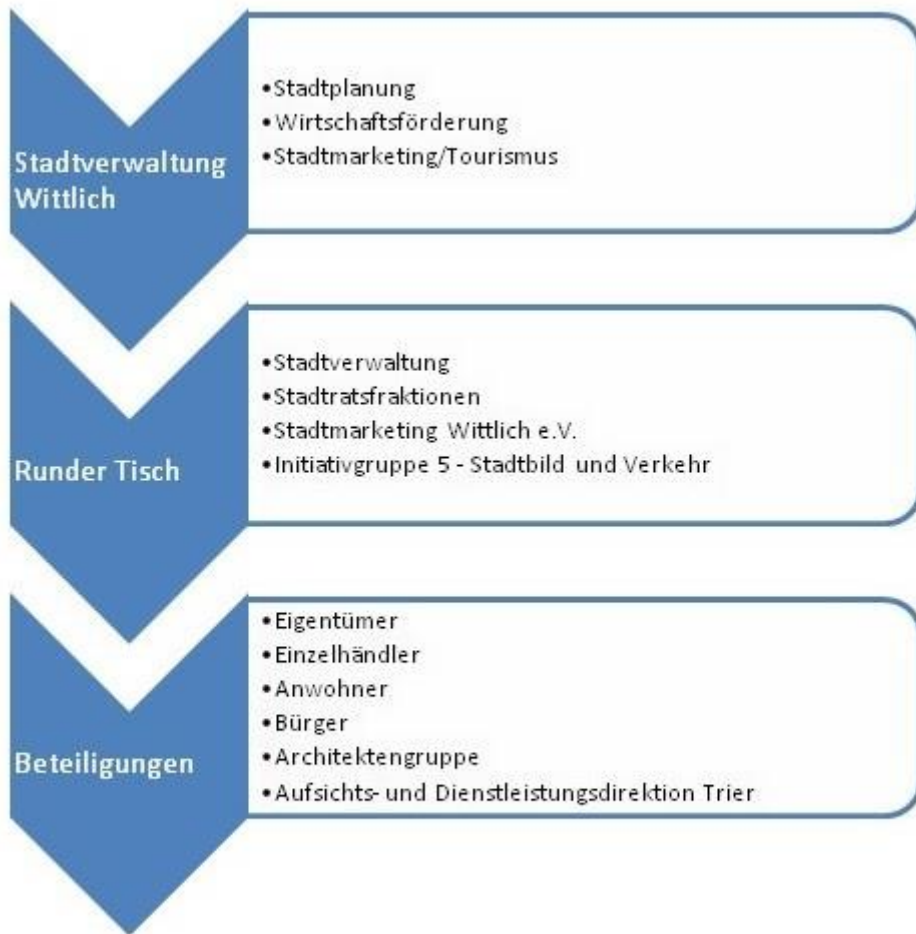 Stadtverwaltung
Wittlich
•Stadtplanung
•Wirtschaftsförderung
•Stadtmarketing/Tourismus
Runder Tisch
•Stadtverwaltung
•Stadtratsfraktionen
•Stadtmarketing Wittlich e.V.
•Initiativgruppe 5 - Stadtbild und Verkehr
Beteiligungen
•Eigentümer
•Einzelhändler
•Anwohner
•Bürger
•Architektengruppe
•Aufsichts- und Dienstleistungsdirektion Trier